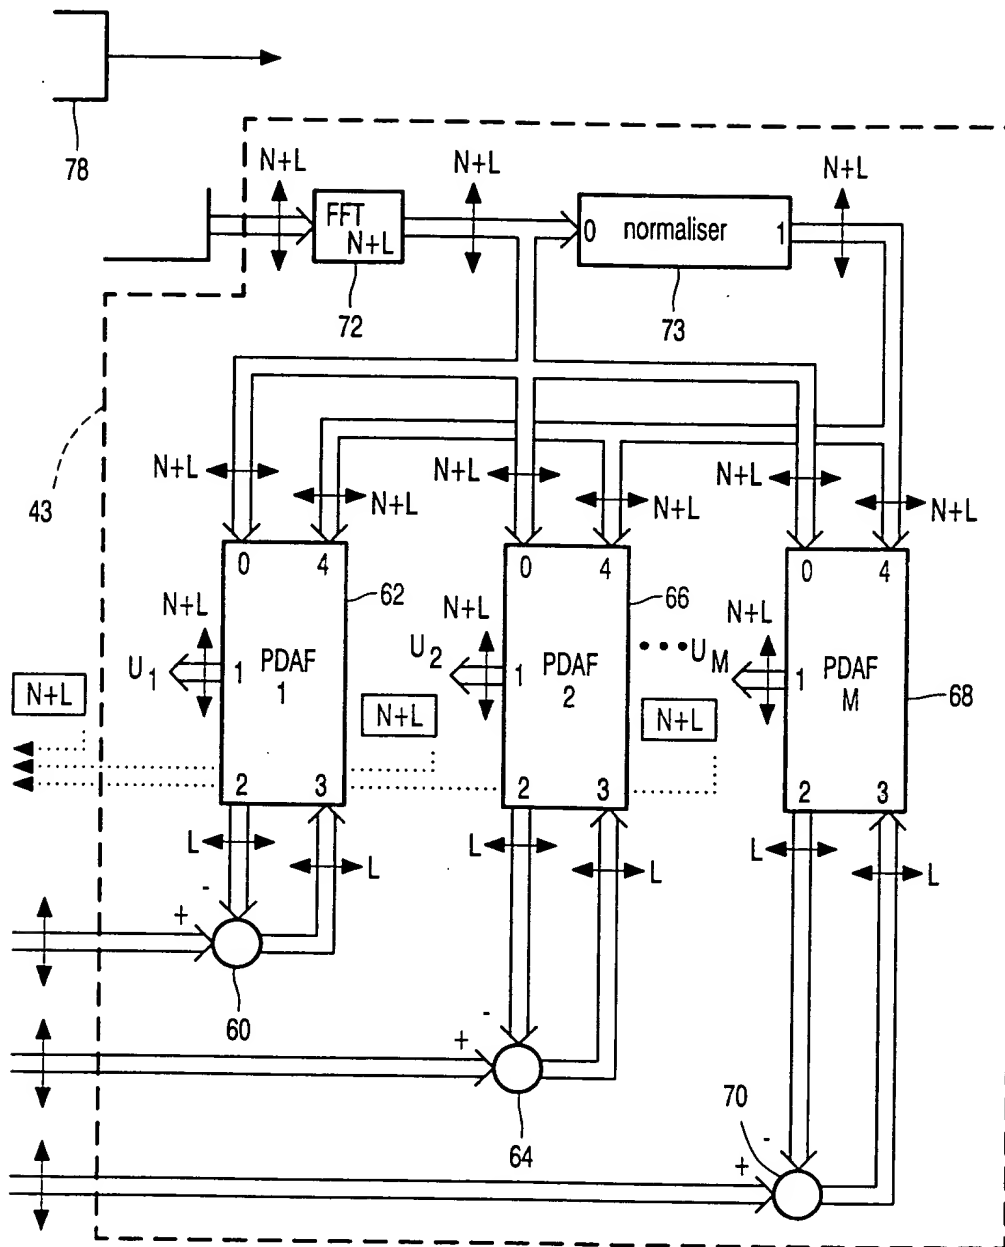 78
N+L
N+L
N+L
FFT
N+L
0 normaliser 1
72
73
43
N+L
N+L
N+L
N+L
N+L
N+L
0 4
0 4
0 4
62
66
68
N+L
N+L
N+L
U1
U2
••••UM
1 PDAF
1
1 PDAF
2
1 PDAF
M
N+L
N+L
N+L
2 3
2 3
2 3
L
L
L
L
L
L
-
+
60
-
+
64
70
-
+